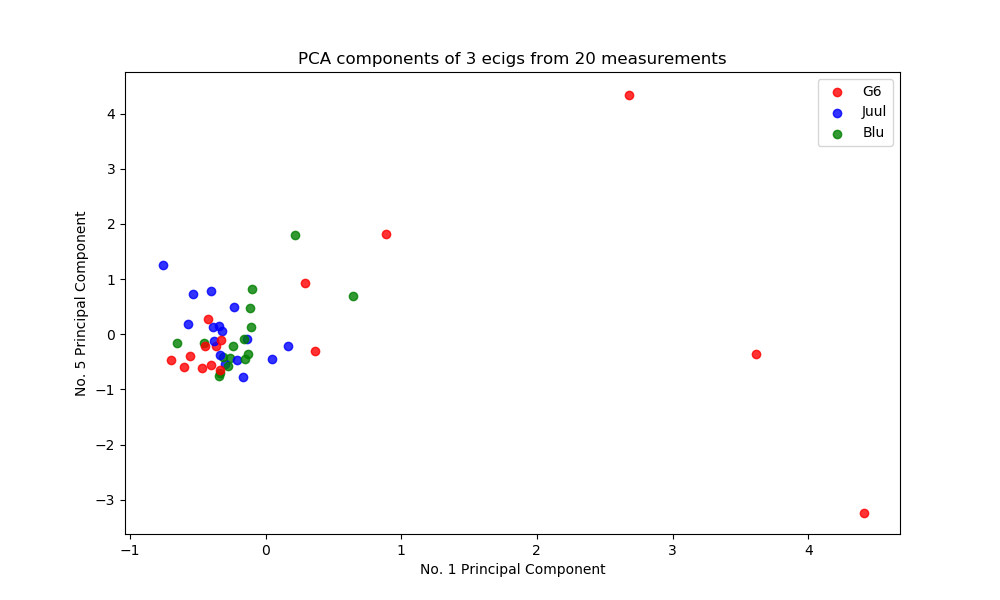 PCA components of 3 ecigs from 20 measurements
G6
Juul
Blu
4
3
2
1
0
−1
−2
−3
No. 5 Principal Component
−1
0
1
2
3
4
No. 1 Principal Component